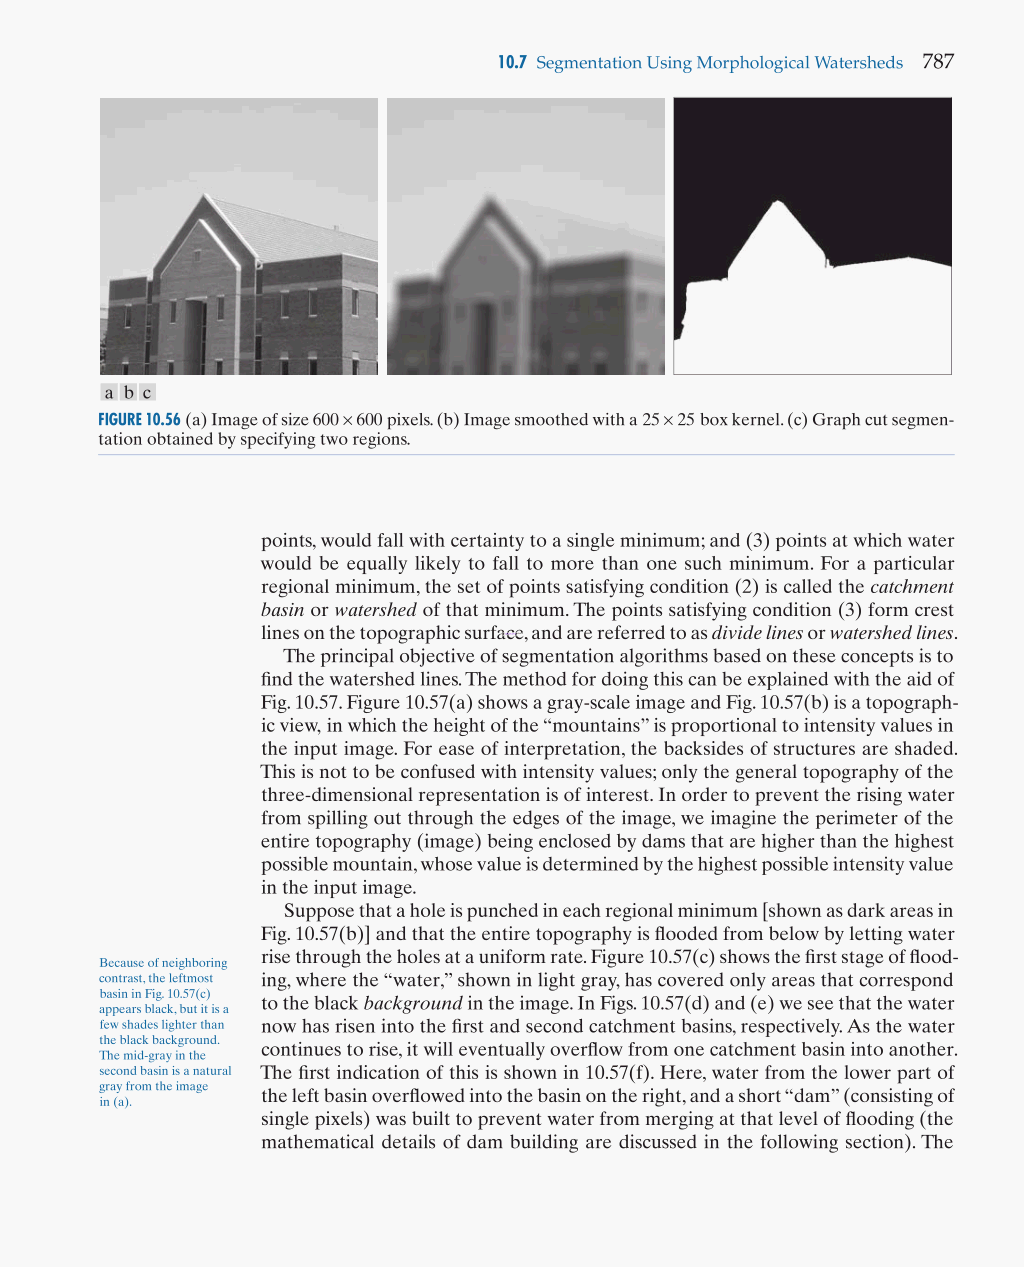 10.7 Segmentation Using Morphological Watersheds 787
a b c
FIGURE 10.56 (a) Image of size 600 × 600 pixels. (b) Image smoothed with a 25 × 25 box kernel. (c) Graph cut segmen-
tation obtained by specifying two regions.
points, would fall with certainty to a single minimum; and (3) points at which water
would be equally likely to fall to more than one such minimum. For a particular
regional minimum, the set of points satisfying condition (2) is called the catchment
basin or watershed of that minimum. The points satisfying condition (3) form crest
lines on the topographic surface, and are referred to as divide lines or watershed lines.
The principal objective of segmentation algorithms based on these concepts is to
find the watershed lines. The method for doing this can be explained with the aid of
Fig. 10.57. Figure 10.57(a) shows a gray-scale image and Fig. 10.57(b) is a topograph-
ic view, in which the height of the “mountains” is proportional to intensity values in
the input image. For ease of interpretation, the backsides of structures are shaded.
This is not to be confused with intensity values; only the general topography of the
three-dimensional representation is of interest. In order to prevent the rising water
from spilling out through the edges of the image, we imagine the perimeter of the
entire topography (image) being enclosed by dams that are higher than the highest
possible mountain, whose value is determined by the highest possible intensity value
in the input image.
Suppose that a hole is punched in each regional minimum [shown as dark areas in
Fig. 10.57(b)] and that the entire topography is flooded from below by letting water
rise through the holes at a uniform rate. Figure 10.57(c) shows the first stage of flood-
ing, where the “water,” shown in light gray, has covered only areas that correspond
to the black background in the image. In Figs. 10.57(d) and (e) we see that the water
now has risen into the first and second catchment basins, respectively. As the water
continues to rise, it will eventually overflow from one catchment basin into another.
The first indication of this is shown in 10.57(f). Here, water from the lower part of
the left basin overflowed into the basin on the right, and a short “dam” (consisting of
single pixels) was built to prevent water from merging at that level of flooding (the
mathematical details of dam building are discussed in the following section). The
Because of neighboring
contrast, the leftmost
basin in Fig. 10.57(c)
appears black, but it is a
few shades lighter than
the black background.
The mid-gray in the
second basin is a natural
gray from the image
in (a).